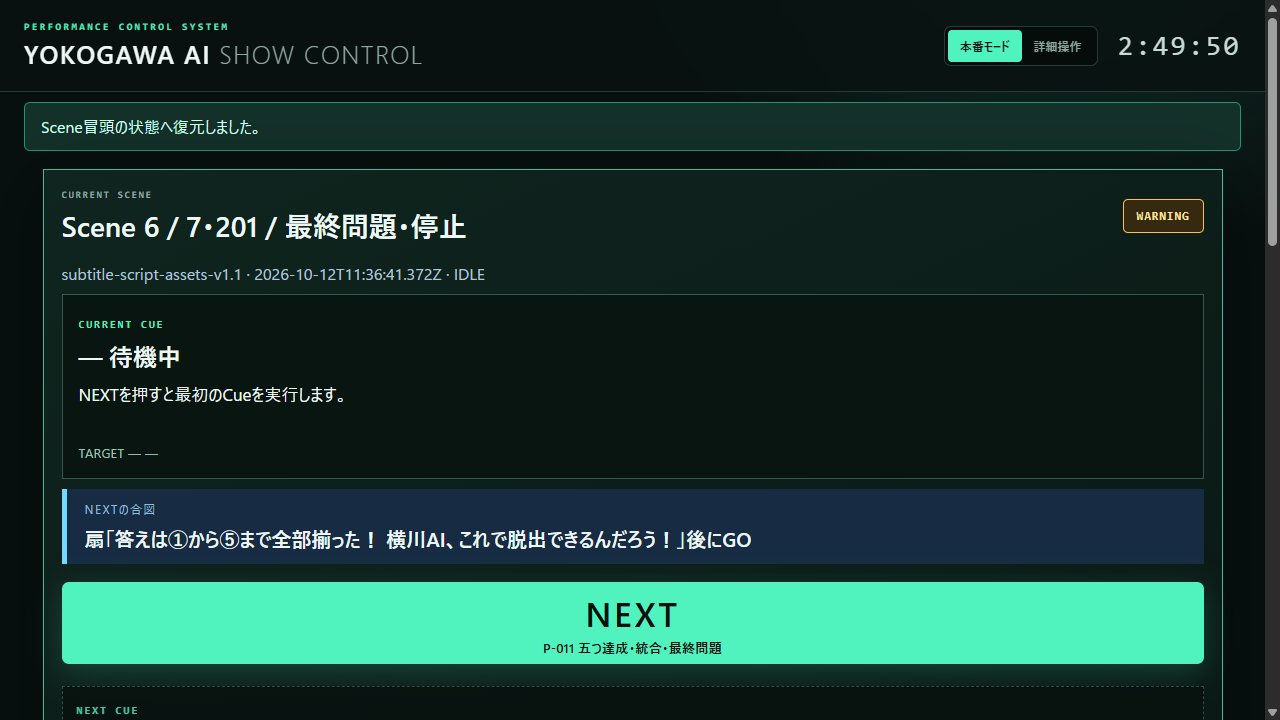 PERFORMANCE CONTROL SYSTEM
YOKOGAWA AI SHOW CONTROL
本番モード 詳細操作 2:49:50
Scene冒頭の状態へ復元しました。
CURRENT SCENE
Scene 6 / 7・201 / 最終問題・停止
WARNING
subtitle-script-assets-v1.1 · 2026-10-12T11:36:41.372Z · IDLE
CURRENT CUE
— 待機中
NEXTを押すと最初のCueを実行します。
TARGET — —
NEXTの合図
扇「答えは①から⑤まで全部揃った！ 横川AI、これで脱出できるんだろう！」後にGO
NEXT
P-011 五つ達成・統合・最終問題
NEXT CUE